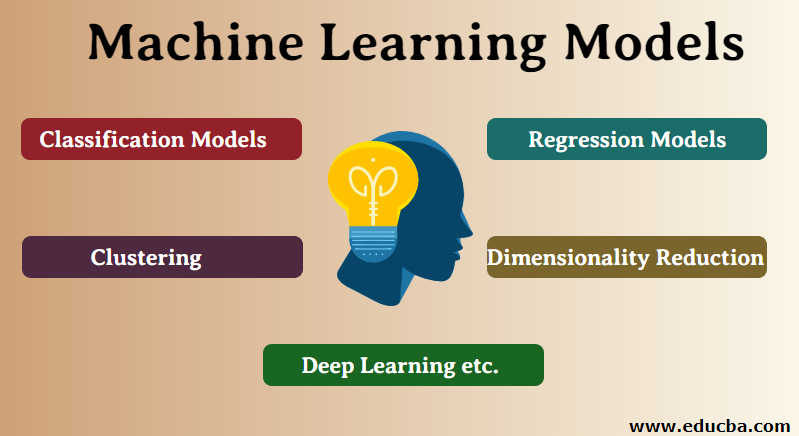 Machine Learning Models
Classification Models
Regression Models
Clustering
Dimensionality Reduction
Deep Learning etc.
www.educba.com